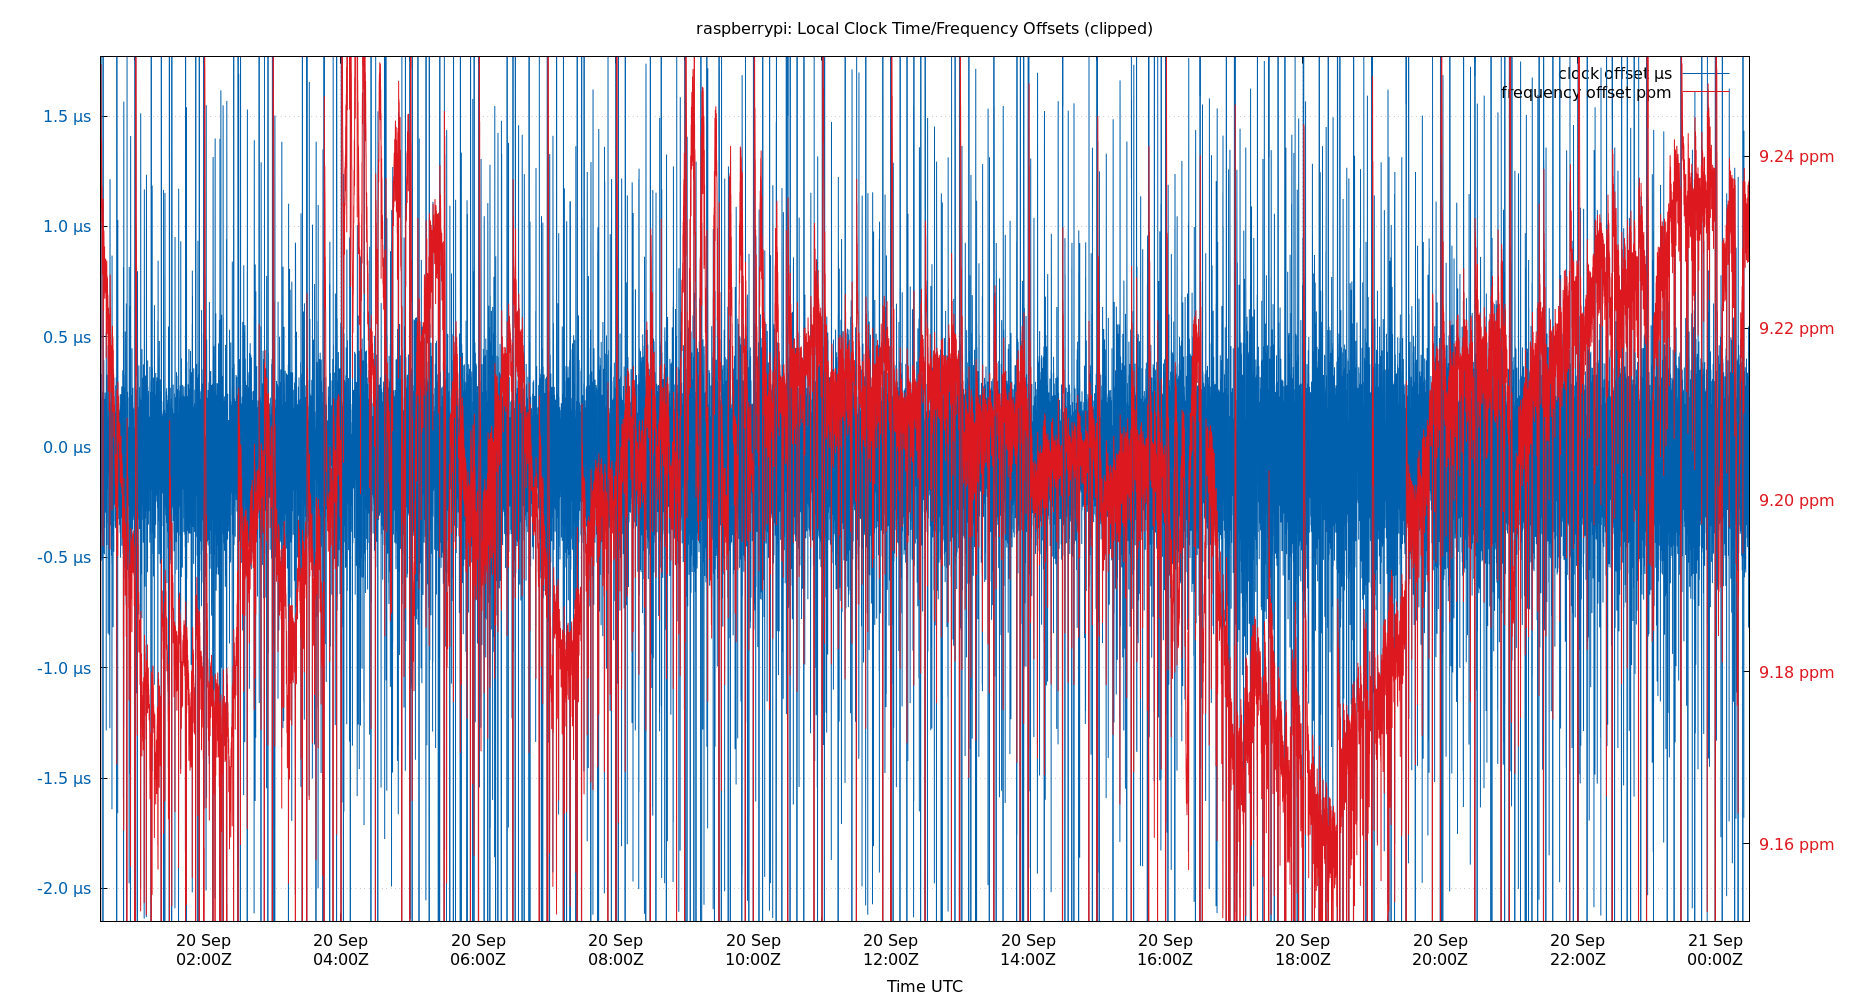 raspberrypi: Local Clock Time/Frequency Offsets (clipped)
clock offset µs
frequency offset ppm
1.5 µs
1.0 µs
0.5 µs
0.0 µs
-0.5 µs
-1.0 µs
-1.5 µs
-2.0 µs
9.24 ppm
9.22 ppm
9.20 ppm
9.18 ppm
9.16 ppm
20 Sep 20 Sep 20 Sep 20 Sep 20 Sep 20 Sep 20 Sep 20 Sep 20 Sep 20 Sep 20 Sep 21 Sep
02:00Z 04:00Z 06:00Z 08:00Z 10:00Z 12:00Z 14:00Z 16:00Z 18:00Z 20:00Z 22:00Z 00:00Z
Time UTC